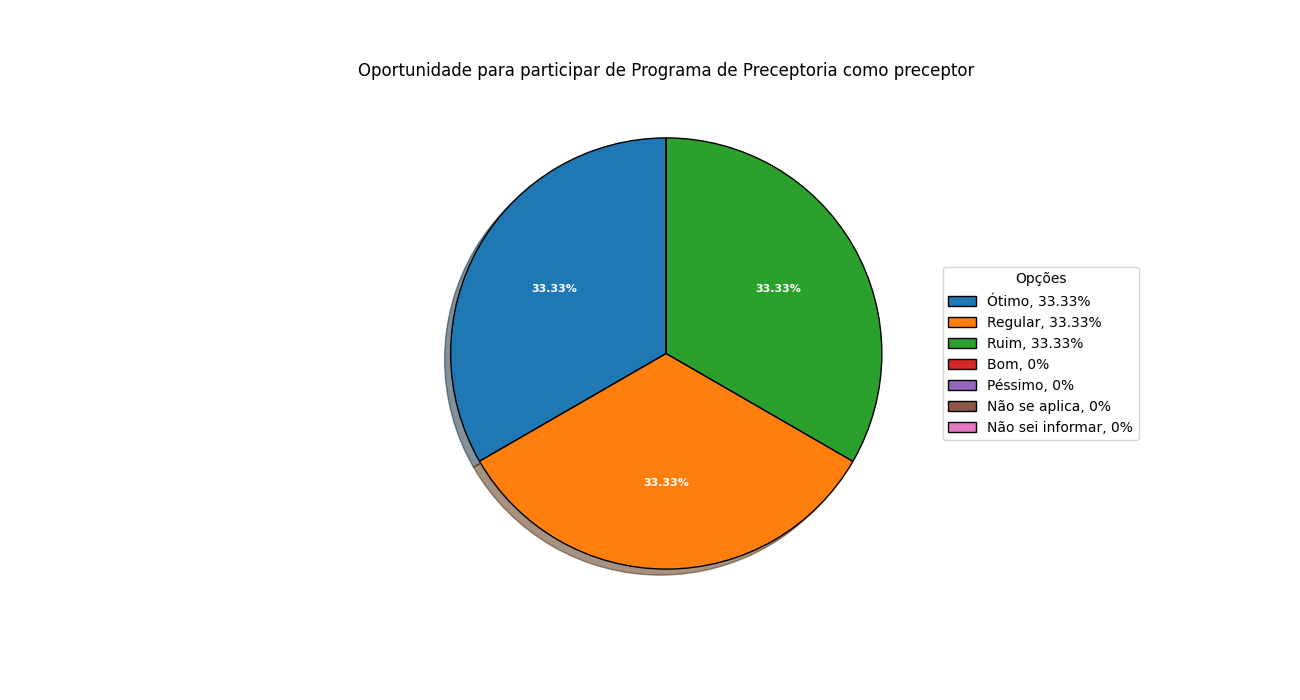 Oportunidade para participar de Programa de Preceptoria como preceptor
33.33%
33.33%
33.33%
Opções
Ótimo, 33.33%
Regular, 33.33%
Ruim, 33.33%
Bom, 0%
Péssimo, 0%
Não se aplica, 0%
Não sei informar, 0%